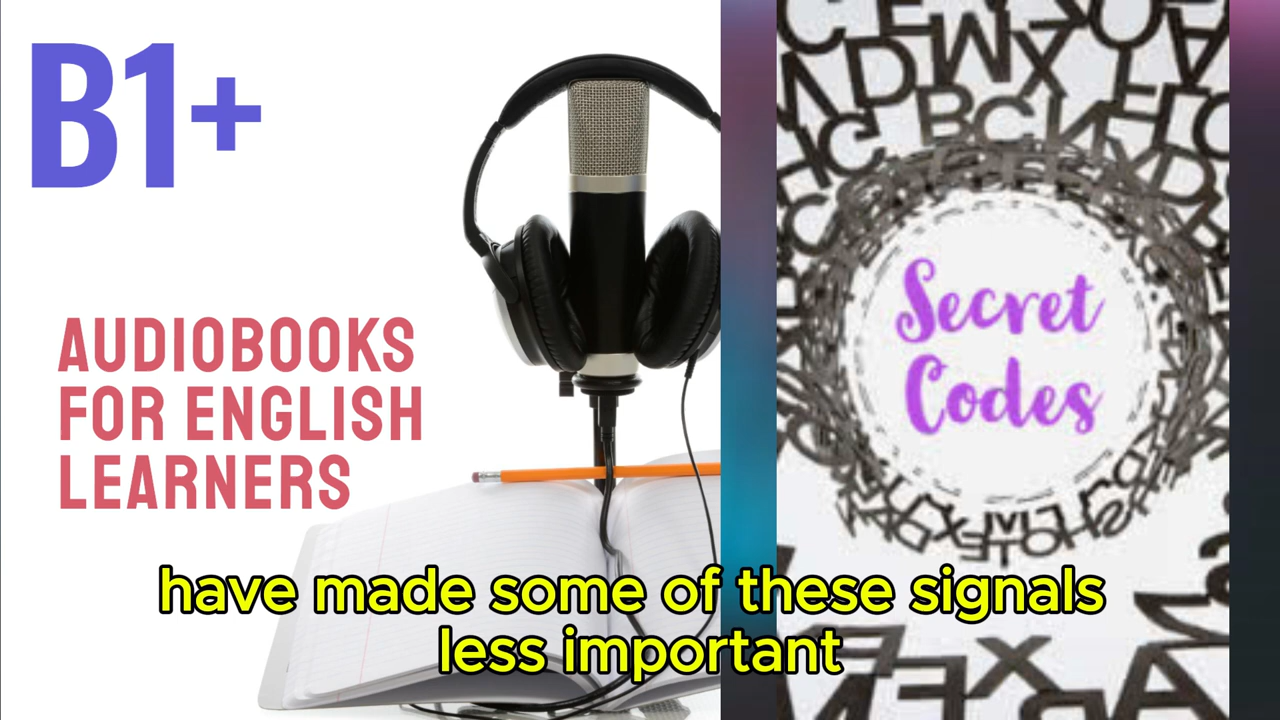 B1+
AUDIOBOOKS
FOR ENGLISH
LEARNERS
Secret
Codes
have made some of these signals
less important